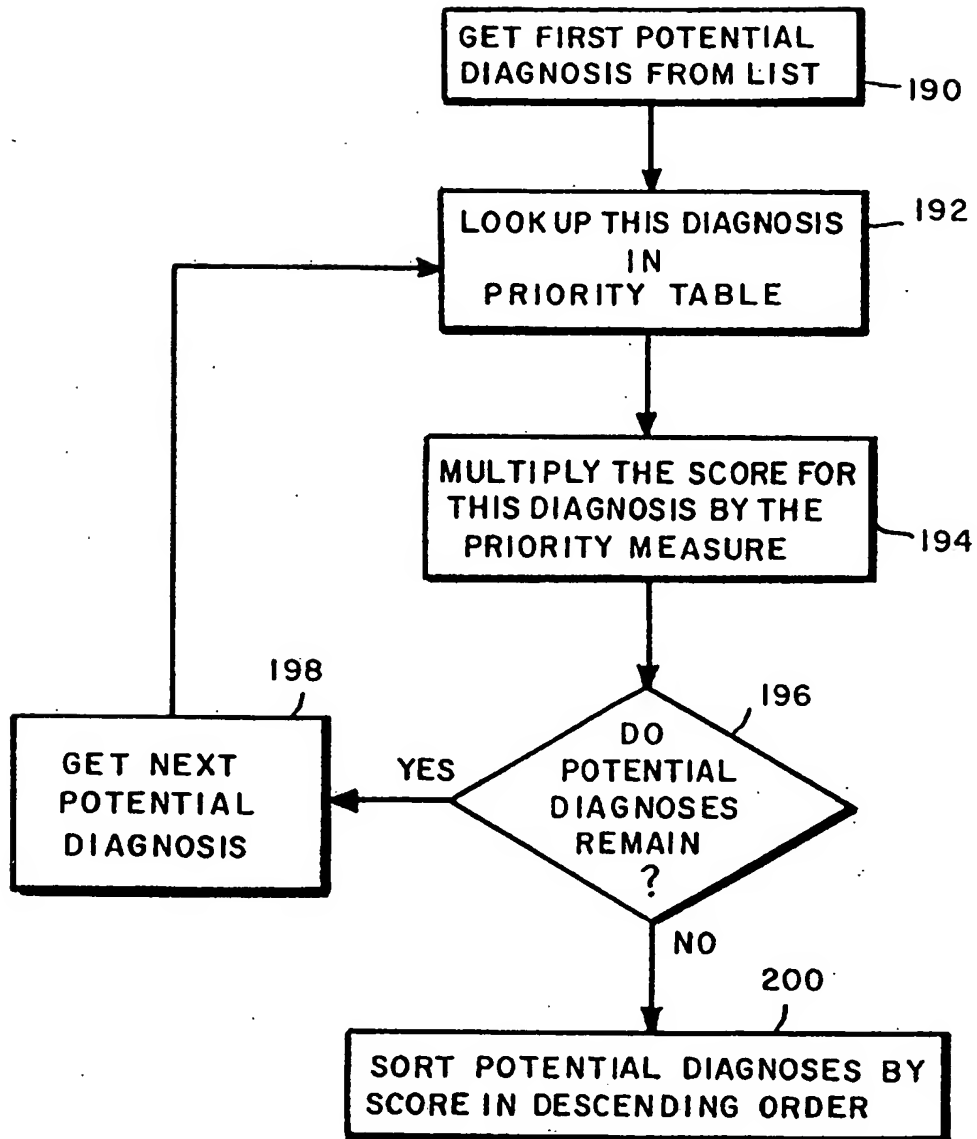 GET FIRST POTENTIAL
DIAGNOSIS FROM LIST
190
LOOK UP THIS DIAGNOSIS
IN
PRIORITY TABLE
192
MULTIPLY THE SCORE FOR
THIS DIAGNOSIS BY THE
PRIORITY MEASURE
194
198
GET NEXT
POTENTIAL
DIAGNOSIS
YES
196
DO
POTENTIAL
DIAGNOSES
REMAIN
?
NO
200
SORT POTENTIAL DIAGNOSES BY
SCORE IN DESCENDING ORDER